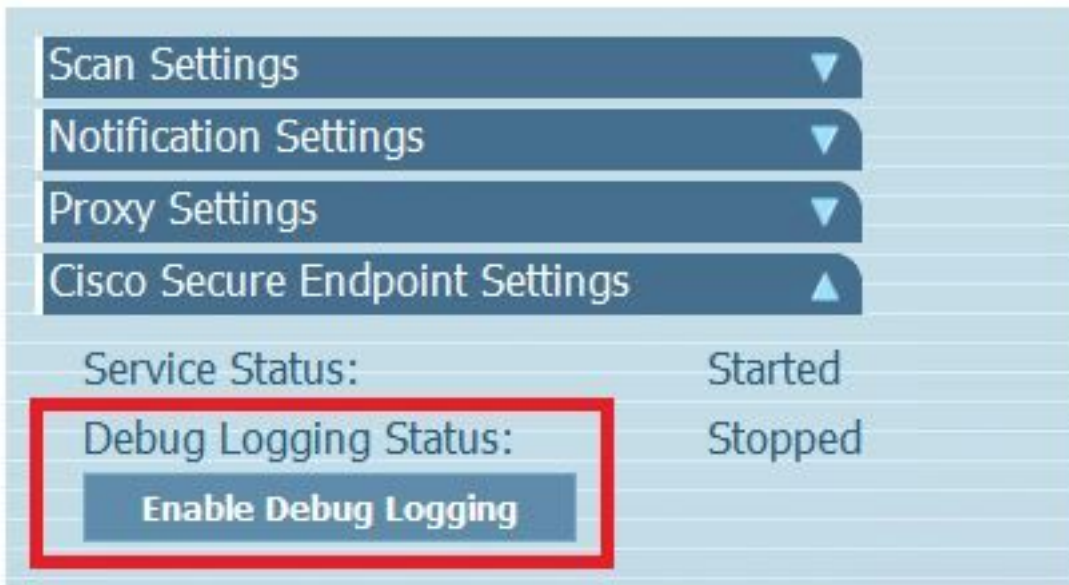 Scan Settings
Notification Settings
Proxy Settings
Cisco Secure Endpoint Settings
Service Status: Started
Debug Logging Status: Stopped
Enable Debug Logging